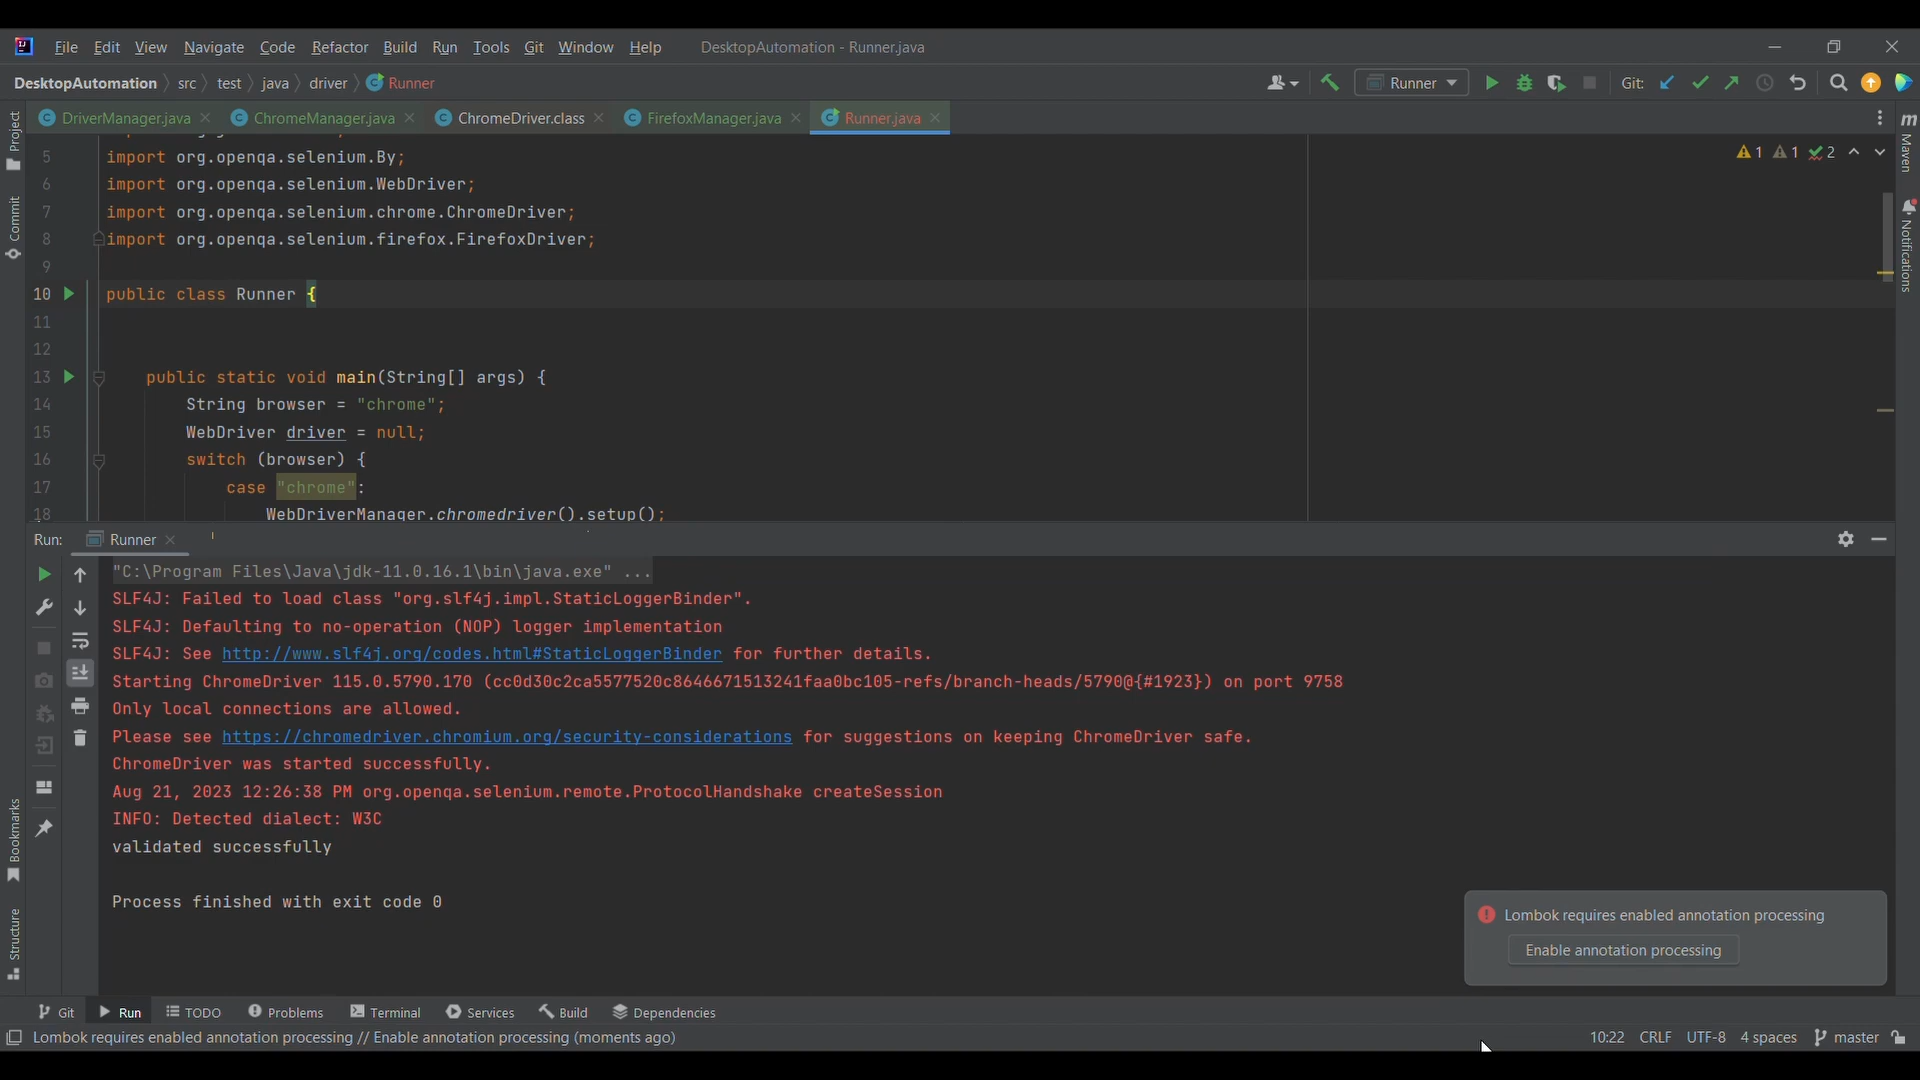 File Edit View Navigate Code Refactor Build Run Tools Git Window Help DesktopAutomation - Runner.java
DesktopAutomation src test java driver Runner
Runner Git:
DriverManager.java ChromeManager.java ChromeDriver.class FirefoxManager.java Runner.java
Project
Commit
Bookmarks
Structure
Maven
Notifications
1 1 2
5 import org.openqa.selenium.By;
6 import org.openqa.selenium.WebDriver;
7 import org.openqa.selenium.chrome.ChromeDriver;
8 import org.openqa.selenium.firefox.FirefoxDriver;
9
10 public class Runner {
11
12
13 public static void main(String[] args) {
14 String browser = "chrome";
15 WebDriver driver = null;
16 switch (browser) {
17 case "chrome":
18 WebDriverManager.chromedriver().setup();
Run: Runner
"C:\Program Files\Java\jdk-11.0.16.1\bin\java.exe" ...
SLF4J: Failed to load class "org.slf4j.impl.StaticLoggerBinder".
SLF4J: Defaulting to no-operation (NOP) logger implementation
SLF4J: See http://www.slf4j.org/codes.html#StaticLoggerBinder for further details.
Starting ChromeDriver 115.0.5790.170 (cc0d30c2ca5577520c8646671513241faa0bc105-refs/branch-heads/5790@{#1923}) on port 9758
Only local connections are allowed.
Please see https://chromedriver.chromium.org/security-considerations for suggestions on keeping ChromeDriver safe.
ChromeDriver was started successfully.
Aug 21, 2023 12:26:38 PM org.openqa.selenium.remote.ProtocolHandshake createSession
INFO: Detected dialect: W3C
validated successfully
Process finished with exit code 0
Lombok requires enabled annotation processing
Enable annotation processing
Git Run TODO Problems Terminal Services Build Dependencies
Lombok requires enabled annotation processing // Enable annotation processing (moments ago)
10:22 CRLF UTF-8 4 spaces master